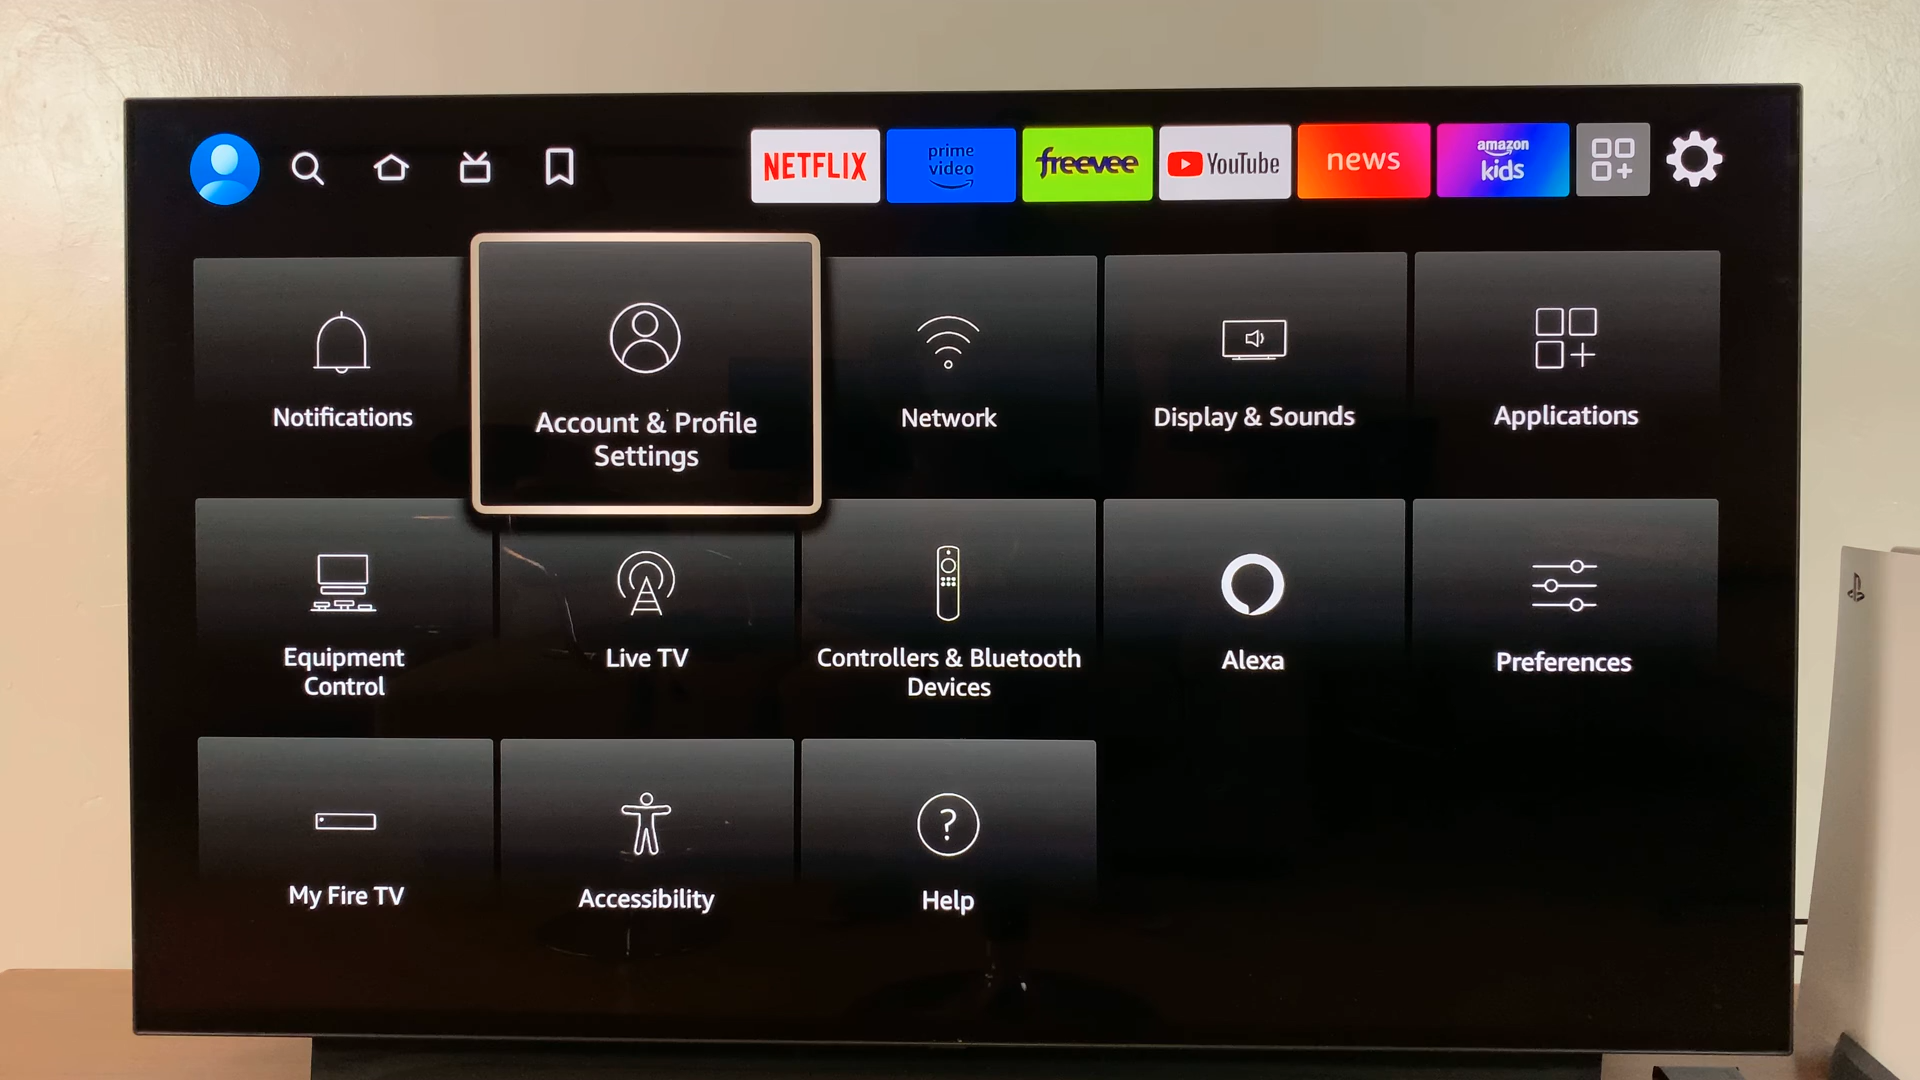 NETFLIX
prime
video
freevee
YouTube
news
amazon
kids
Notifications
Account & Profile
Settings
Network
Display & Sounds
Applications
Equipment
Control
Live TV
Controllers & Bluetooth
Devices
Alexa
Preferences
My Fire TV
Accessibility
?
Help